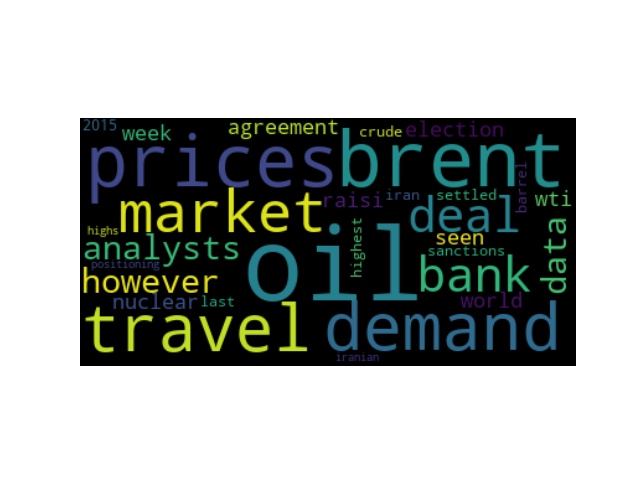 2015 week agreement crude election
prices brent
market raisi iran settled barrel wti
deal
highs analysts highest seen data
oil sanctions
positioning
however bank
nuclear last world
travel demand
iranian